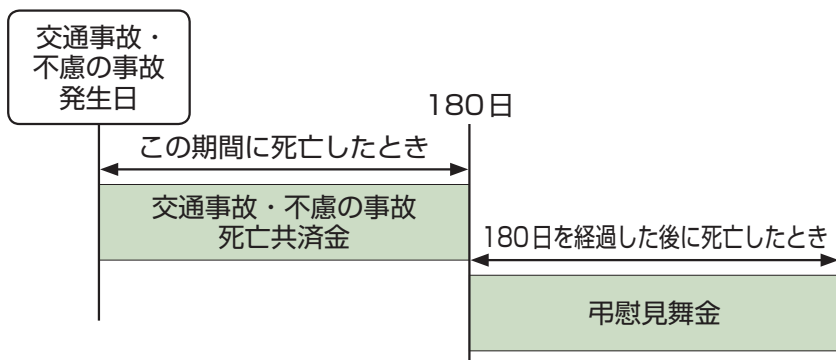 交通事故・
不慮の事故
発生日
180日
この期間に死亡したとき
交通事故・不慮の事故
死亡共済金
180日を経過した後に死亡したとき
弔慰見舞金